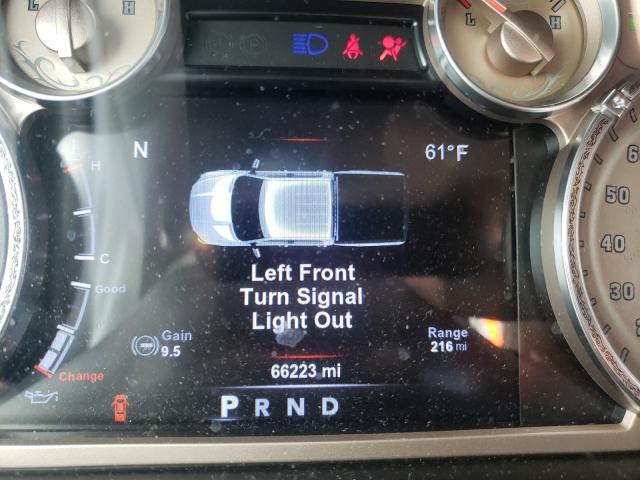 L H
L H
N
61°F
H
C
Good
Change
Left Front
Turn Signal
Light Out
Gain
9.5
Range
216 mi
66223 mi
P R N D
50
40